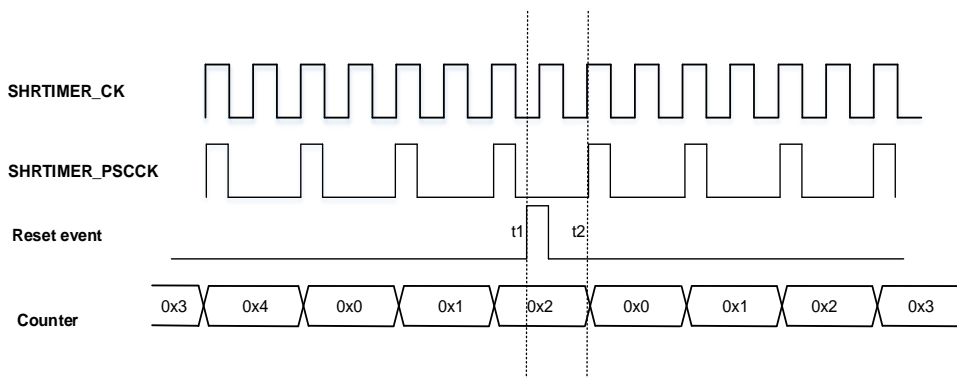 SHRTIMER_CK
SHRTIMER_PSCCK
Reset event
t1
t2
Counter
0x3 0x4 0x0 0x1 0x2 0x0 0x1 0x2 0x3